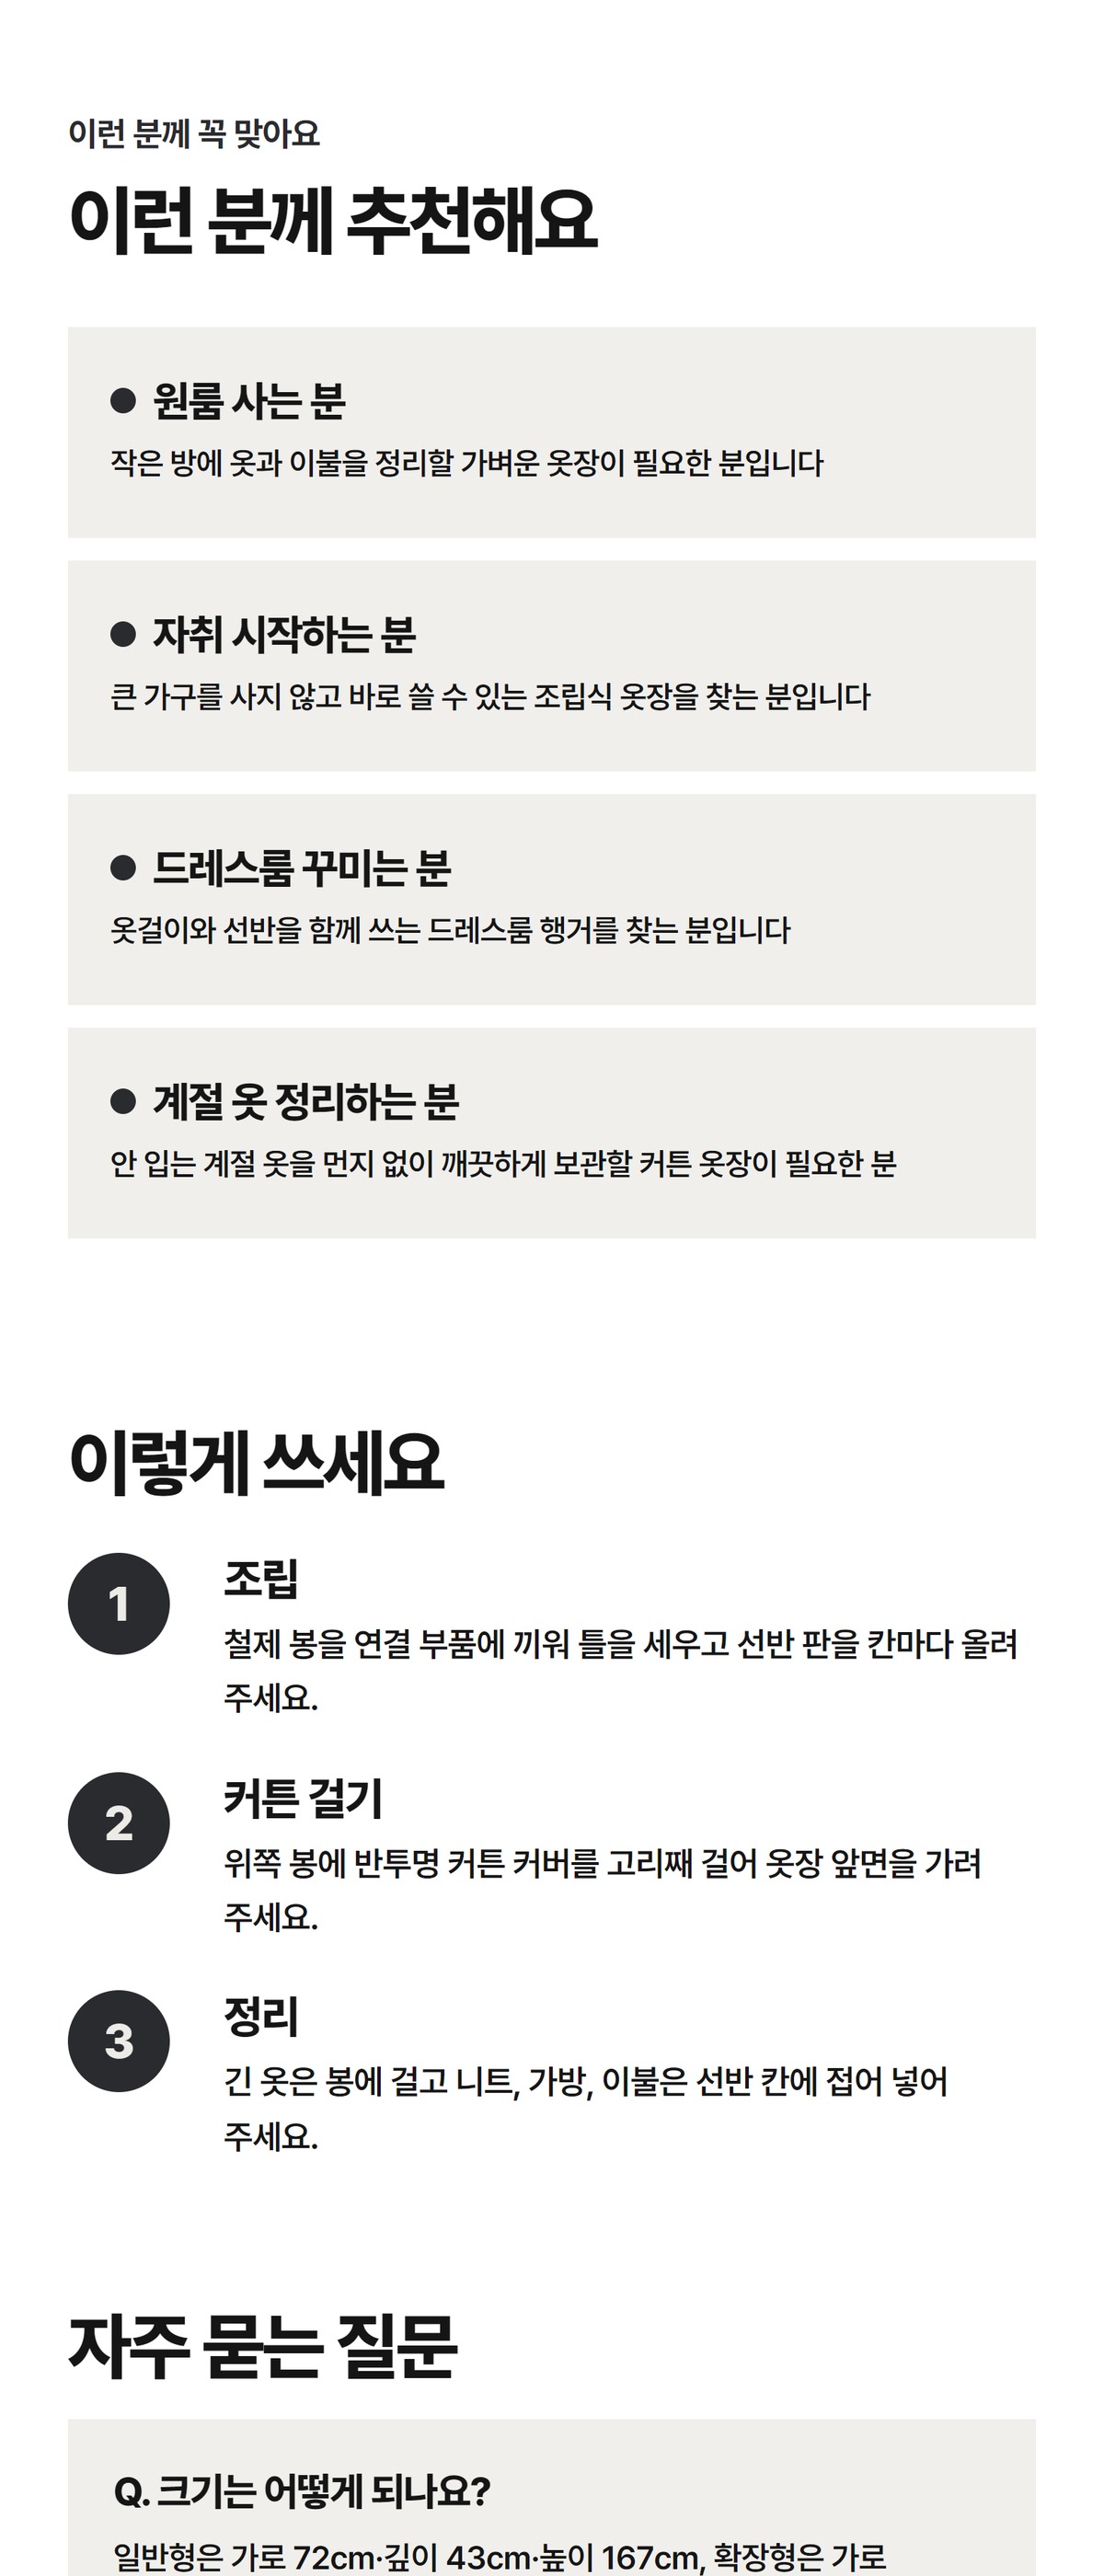 이런 분께 꼭 맞아요
이런 분께 추천해요
원룸 사는 분
작은 방에 옷과 이불을 정리할 가벼운 옷장이 필요한 분입니다
자취 시작하는 분
큰 가구를 사지 않고 바로 쓸 수 있는 조립식 옷장을 찾는 분입니다
드레스룸 꾸미는 분
옷걸이와 선반을 함께 쓰는 드레스룸 행거를 찾는 분입니다
계절 옷 정리하는 분
안 입는 계절 옷을 먼지 없이 깨끗하게 보관할 커튼 옷장이 필요한 분
이렇게 쓰세요
1
조립
철제 봉을 연결 부품에 끼워 틀을 세우고 선반 판을 칸마다 올려
주세요.
2
커튼 걸기
위쪽 봉에 반투명 커튼 커버를 고리째 걸어 옷장 앞면을 가려
주세요.
3
정리
긴 옷은 봉에 걸고 니트, 가방, 이불은 선반 칸에 접어 넣어
주세요.
자주 묻는 질문
Q. 크기는 어떻게 되나요?
일반형은 가로 72cm·깊이 43cm·높이 167cm, 확장형은 가로